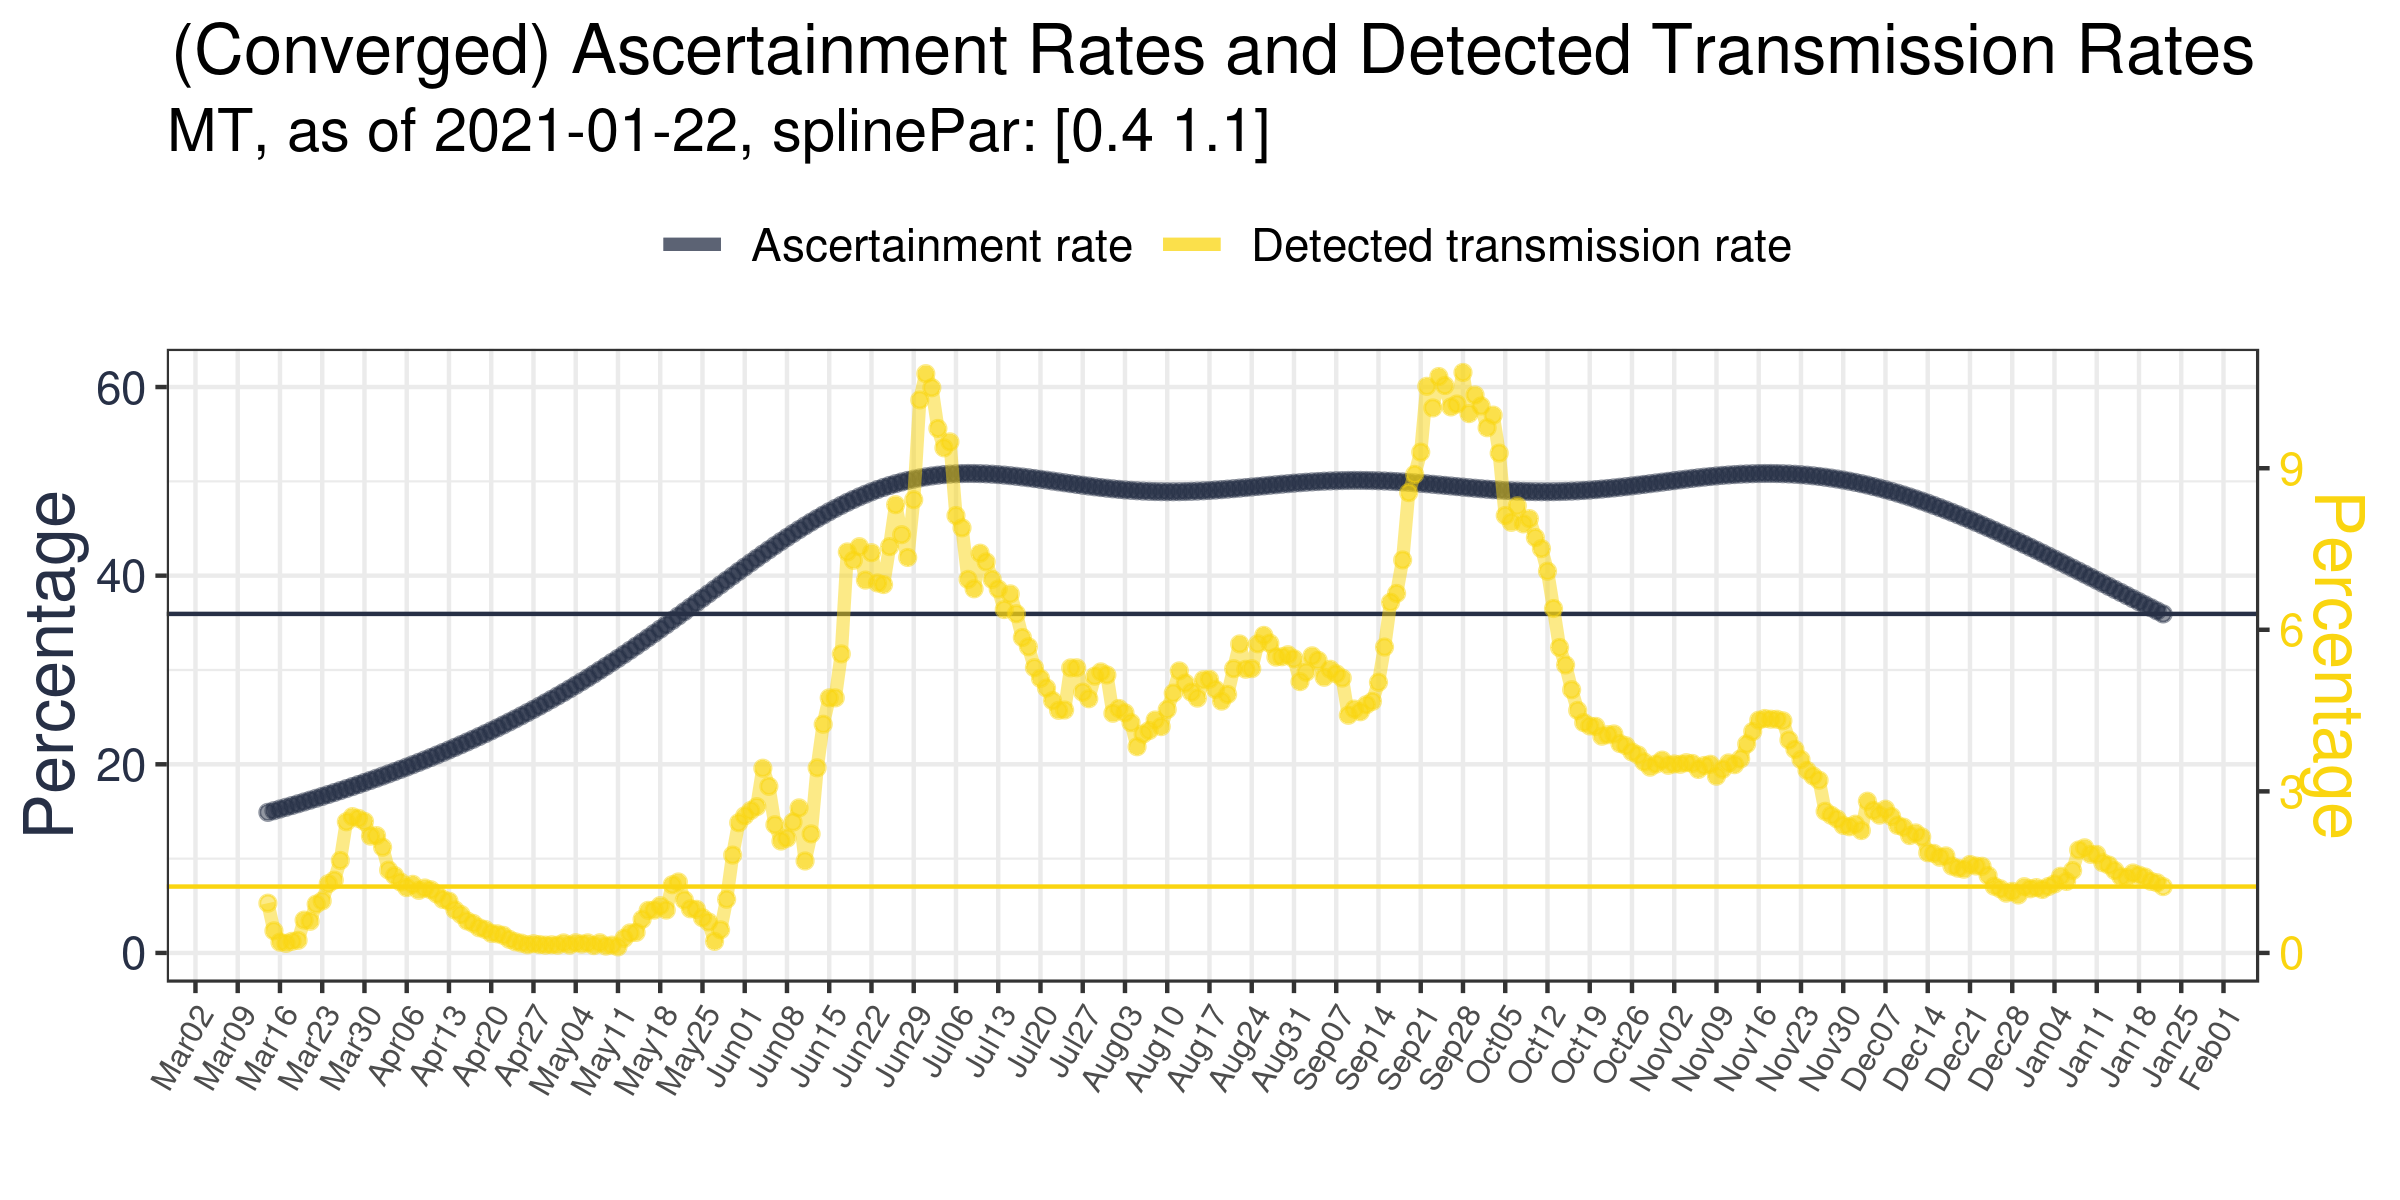 (Converged) Ascertainment Rates and Detected Transmission Rates
MT, as of 2021-01-22, splinePar: [0.4 1.1]
Ascertainment rate Detected transmission rate
Percentage
60
40
20
0
9
6
3
0
Percentage
Mar02 Mar09 Mar16 Mar23 Mar30 Apr06 Apr13 Apr20 Apr27 May04 May11 May18 May25 Jun01 Jun08 Jun15 Jun22 Jun29 Jul06 Jul13 Jul20 Jul27 Aug03 Aug10 Aug17 Aug24 Aug31 Sep07 Sep14 Sep21 Sep28 Oct05 Oct12 Oct19 Oct26 Nov02 Nov09 Nov16 Nov23 Nov30 Dec07 Dec14 Dec21 Dec28 Jan04 Jan11 Jan18 Jan25 Feb01